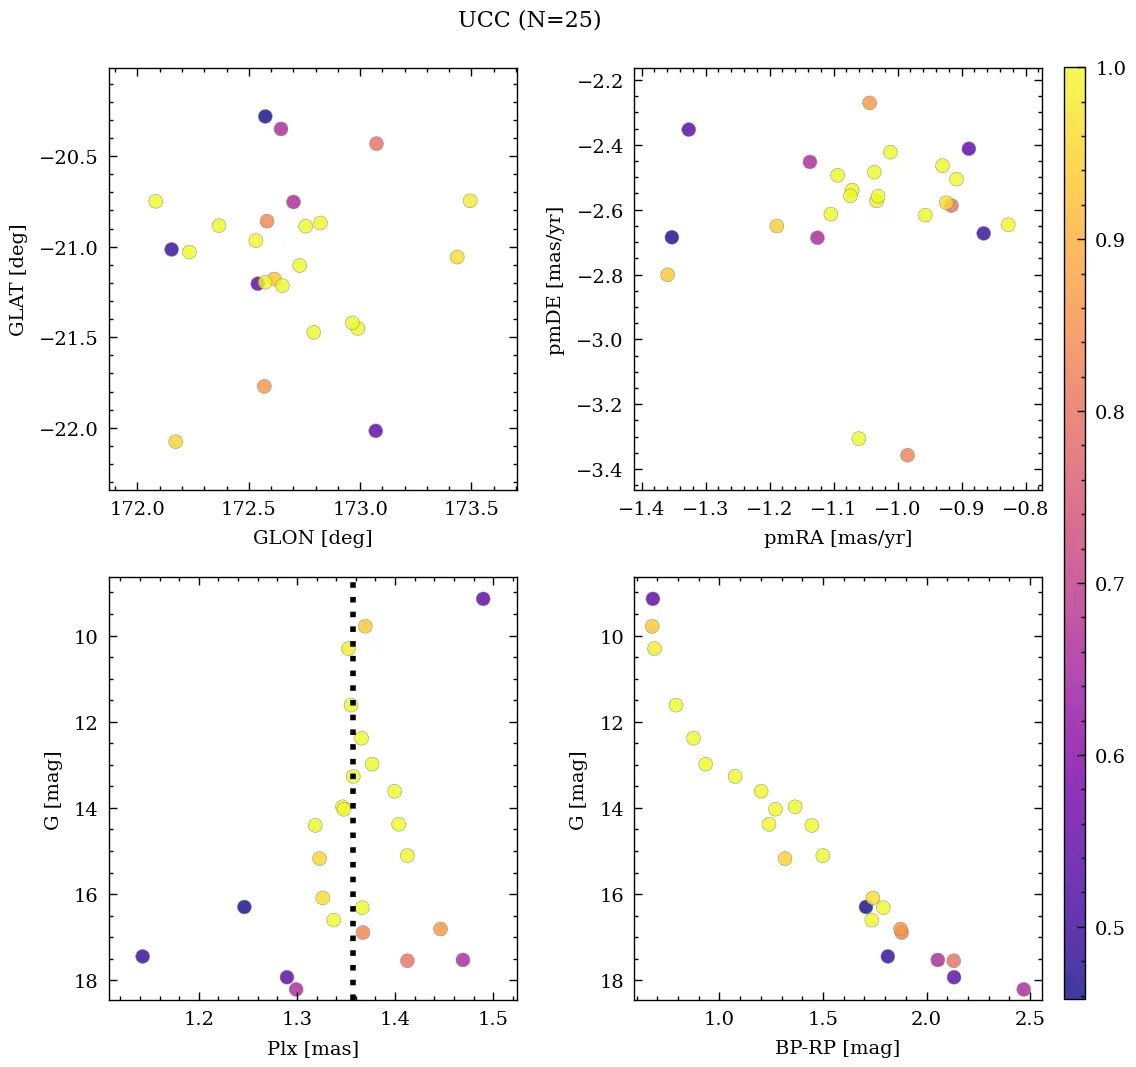 UCC (N=25)
−20.5
−21.0
−21.5
−22.0
GLAT [deg]
172.0 172.5 173.0 173.5
GLON [deg]
−2.2
−2.4
−2.6
−2.8
−3.0
−3.2
−3.4
pmDE [mas/yr]
−1.4 −1.3 −1.2 −1.1 −1.0 −0.9 −0.8
pmRA [mas/yr]
10
12
14
16
18
G [mag]
1.2 1.3 1.4 1.5
Plx [mas]
10
12
14
16
18
G [mag]
1.0 1.5 2.0 2.5
BP-RP [mag]
1.0
0.9
0.8
0.7
0.6
0.5